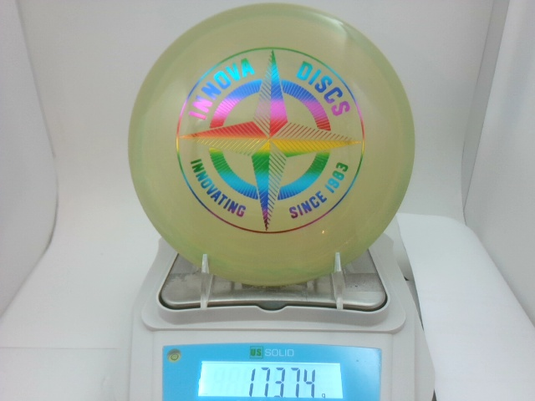 INNOVA DISCS
INNOVATING SINCE 1983
US SOLID
173.74 g